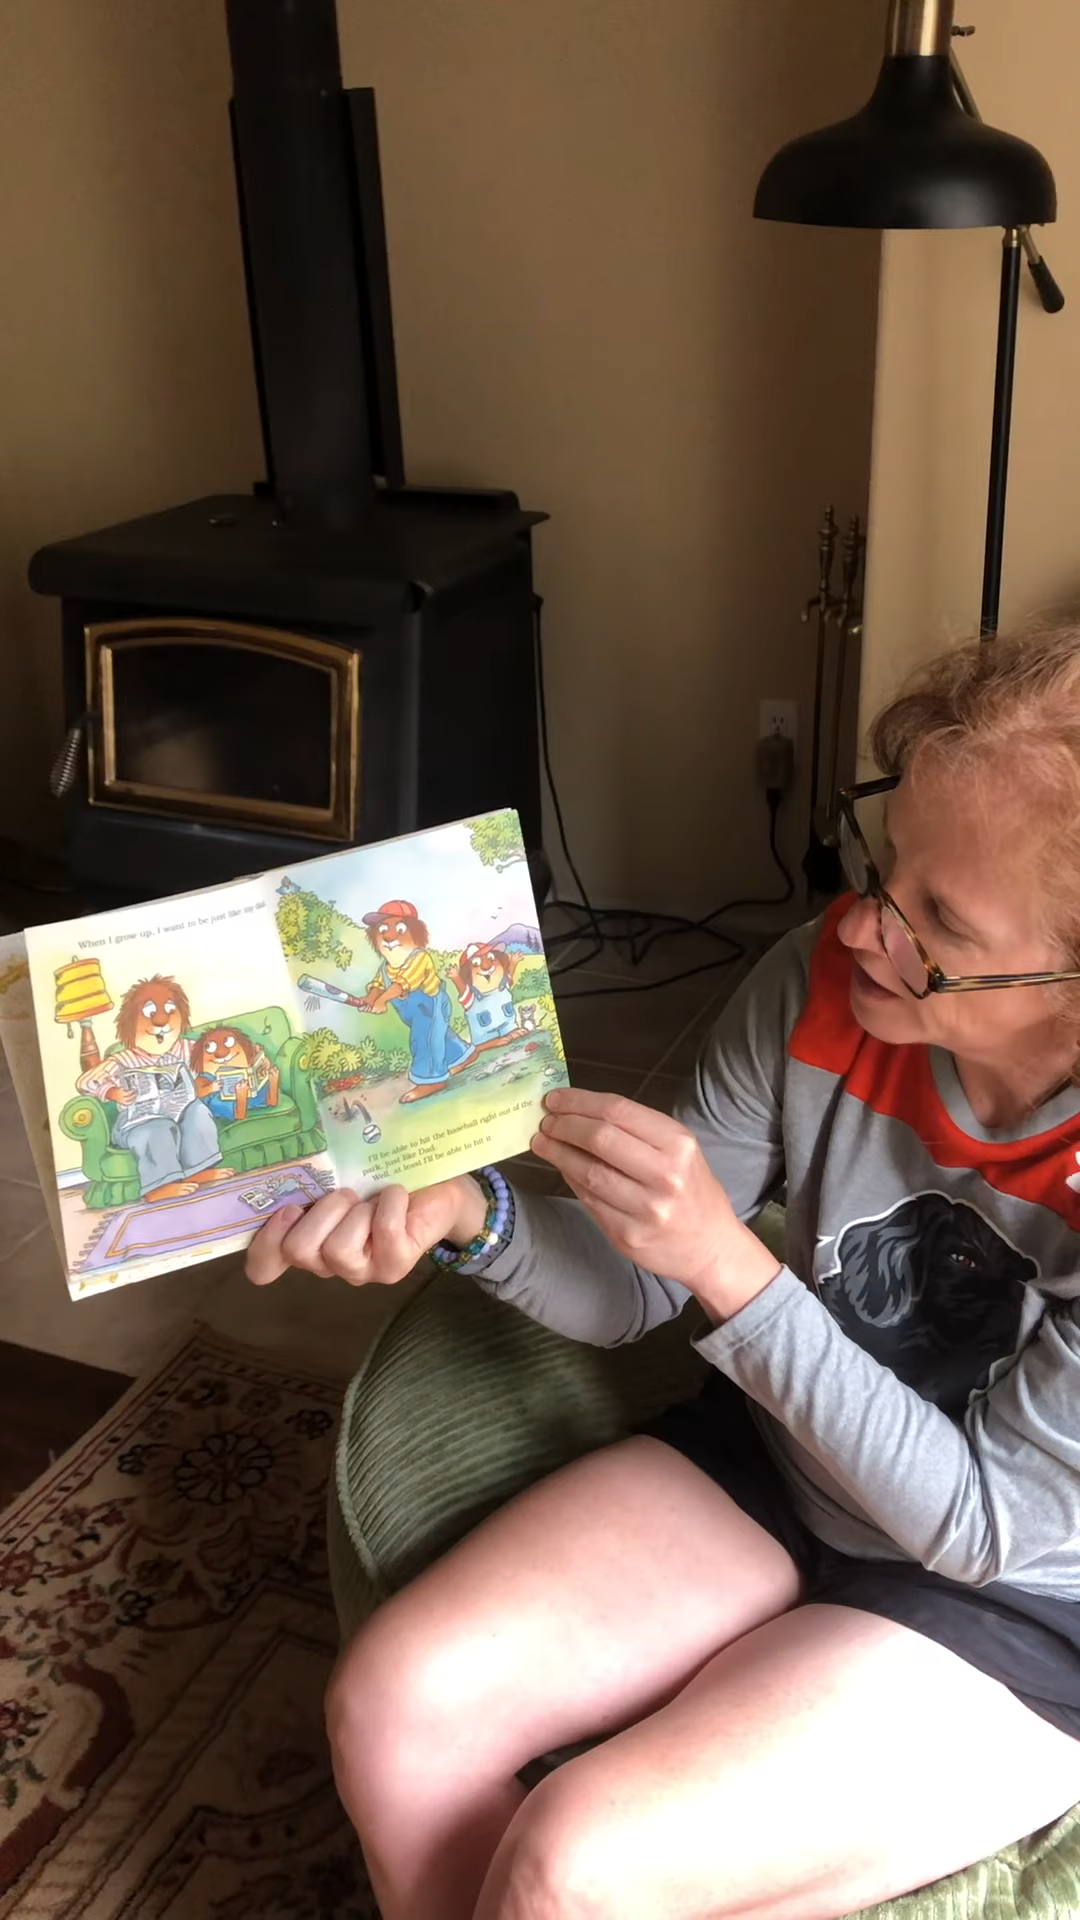 When I grow up, I want to be just like my dad.
I'll be able to hit the baseball right out of the
park, just like Dad.
Well, at least I'll be able to hit it